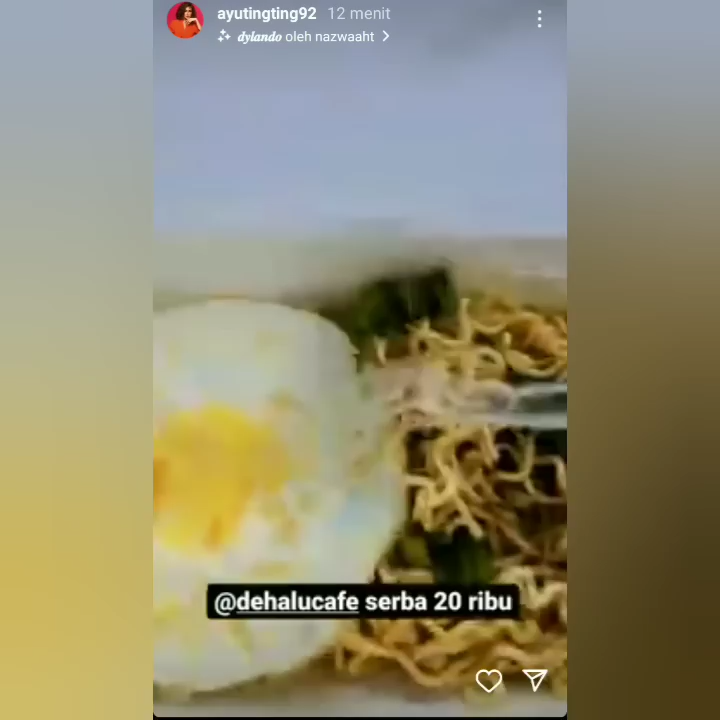 ayutingting92 12 menit
dylando oleh nazwaaht
@dehalucafe serba 20 ribu